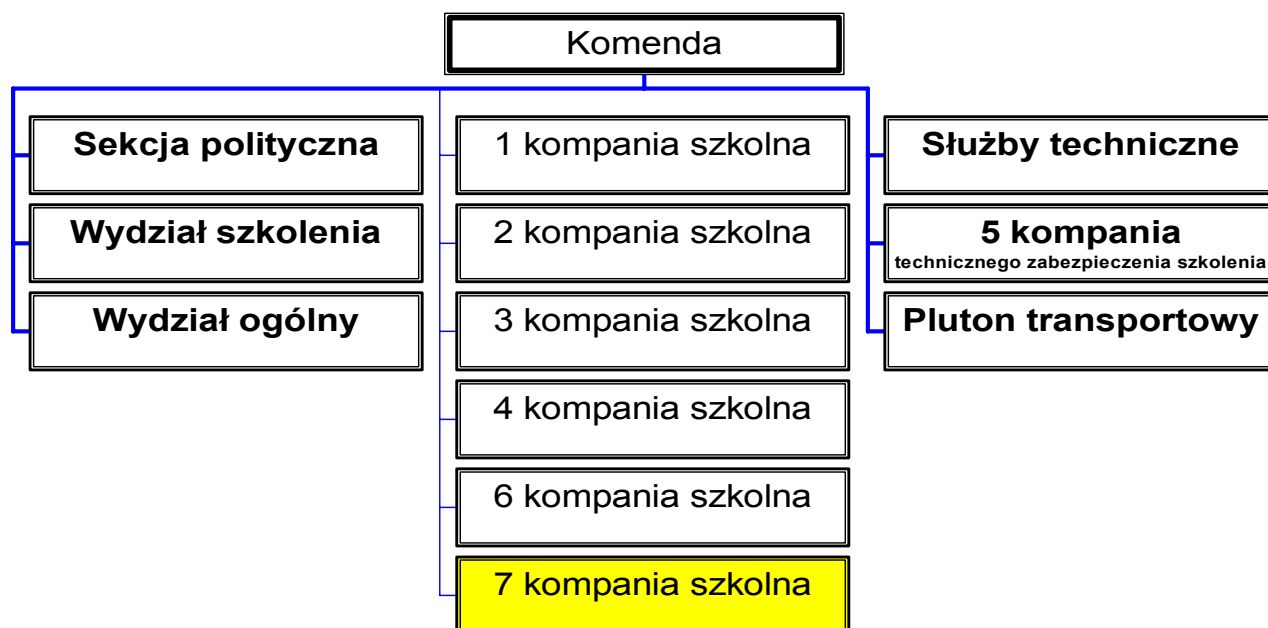 Komenda
Sekcja polityczna
Wydział szkolenia
Wydział ogólny
1 kompania szkolna
2 kompania szkolna
3 kompania szkolna
4 kompania szkolna
6 kompania szkolna
7 kompania szkolna
Służby techniczne
5 kompania
technicznego zabezpieczenia szkolenia
Pluton transportowy